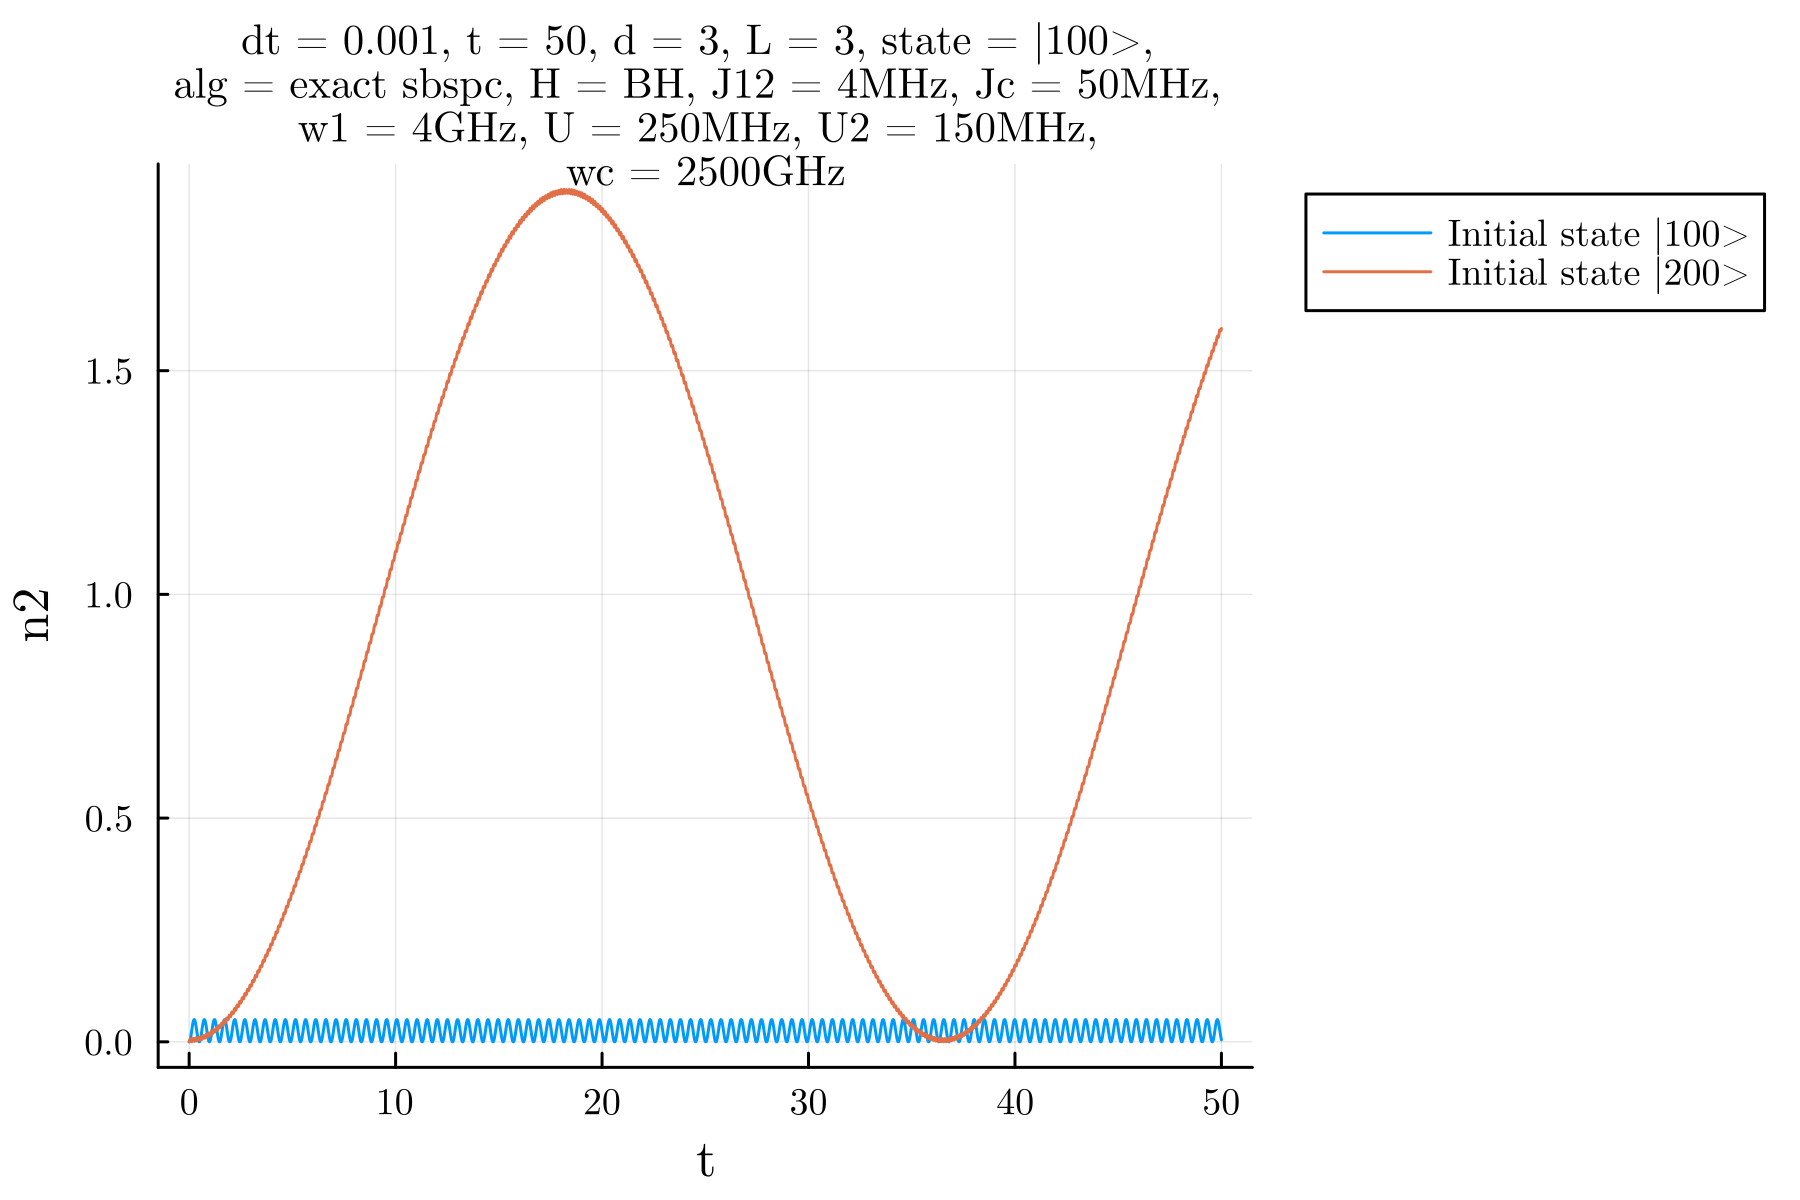 dt = 0.001, t = 50, d = 3, L = 3, state = |100>,
alg = exact sbspc, H = BH, J12 = 4MHz, Jc = 50MHz,
w1 = 4GHz, U = 250MHz, U2 = 150MHz,
wc = 2500GHz
Initial state |100>
Initial state |200>
n2
1.5
1.0
0.5
0.0
0 10 20 30 40 50
t